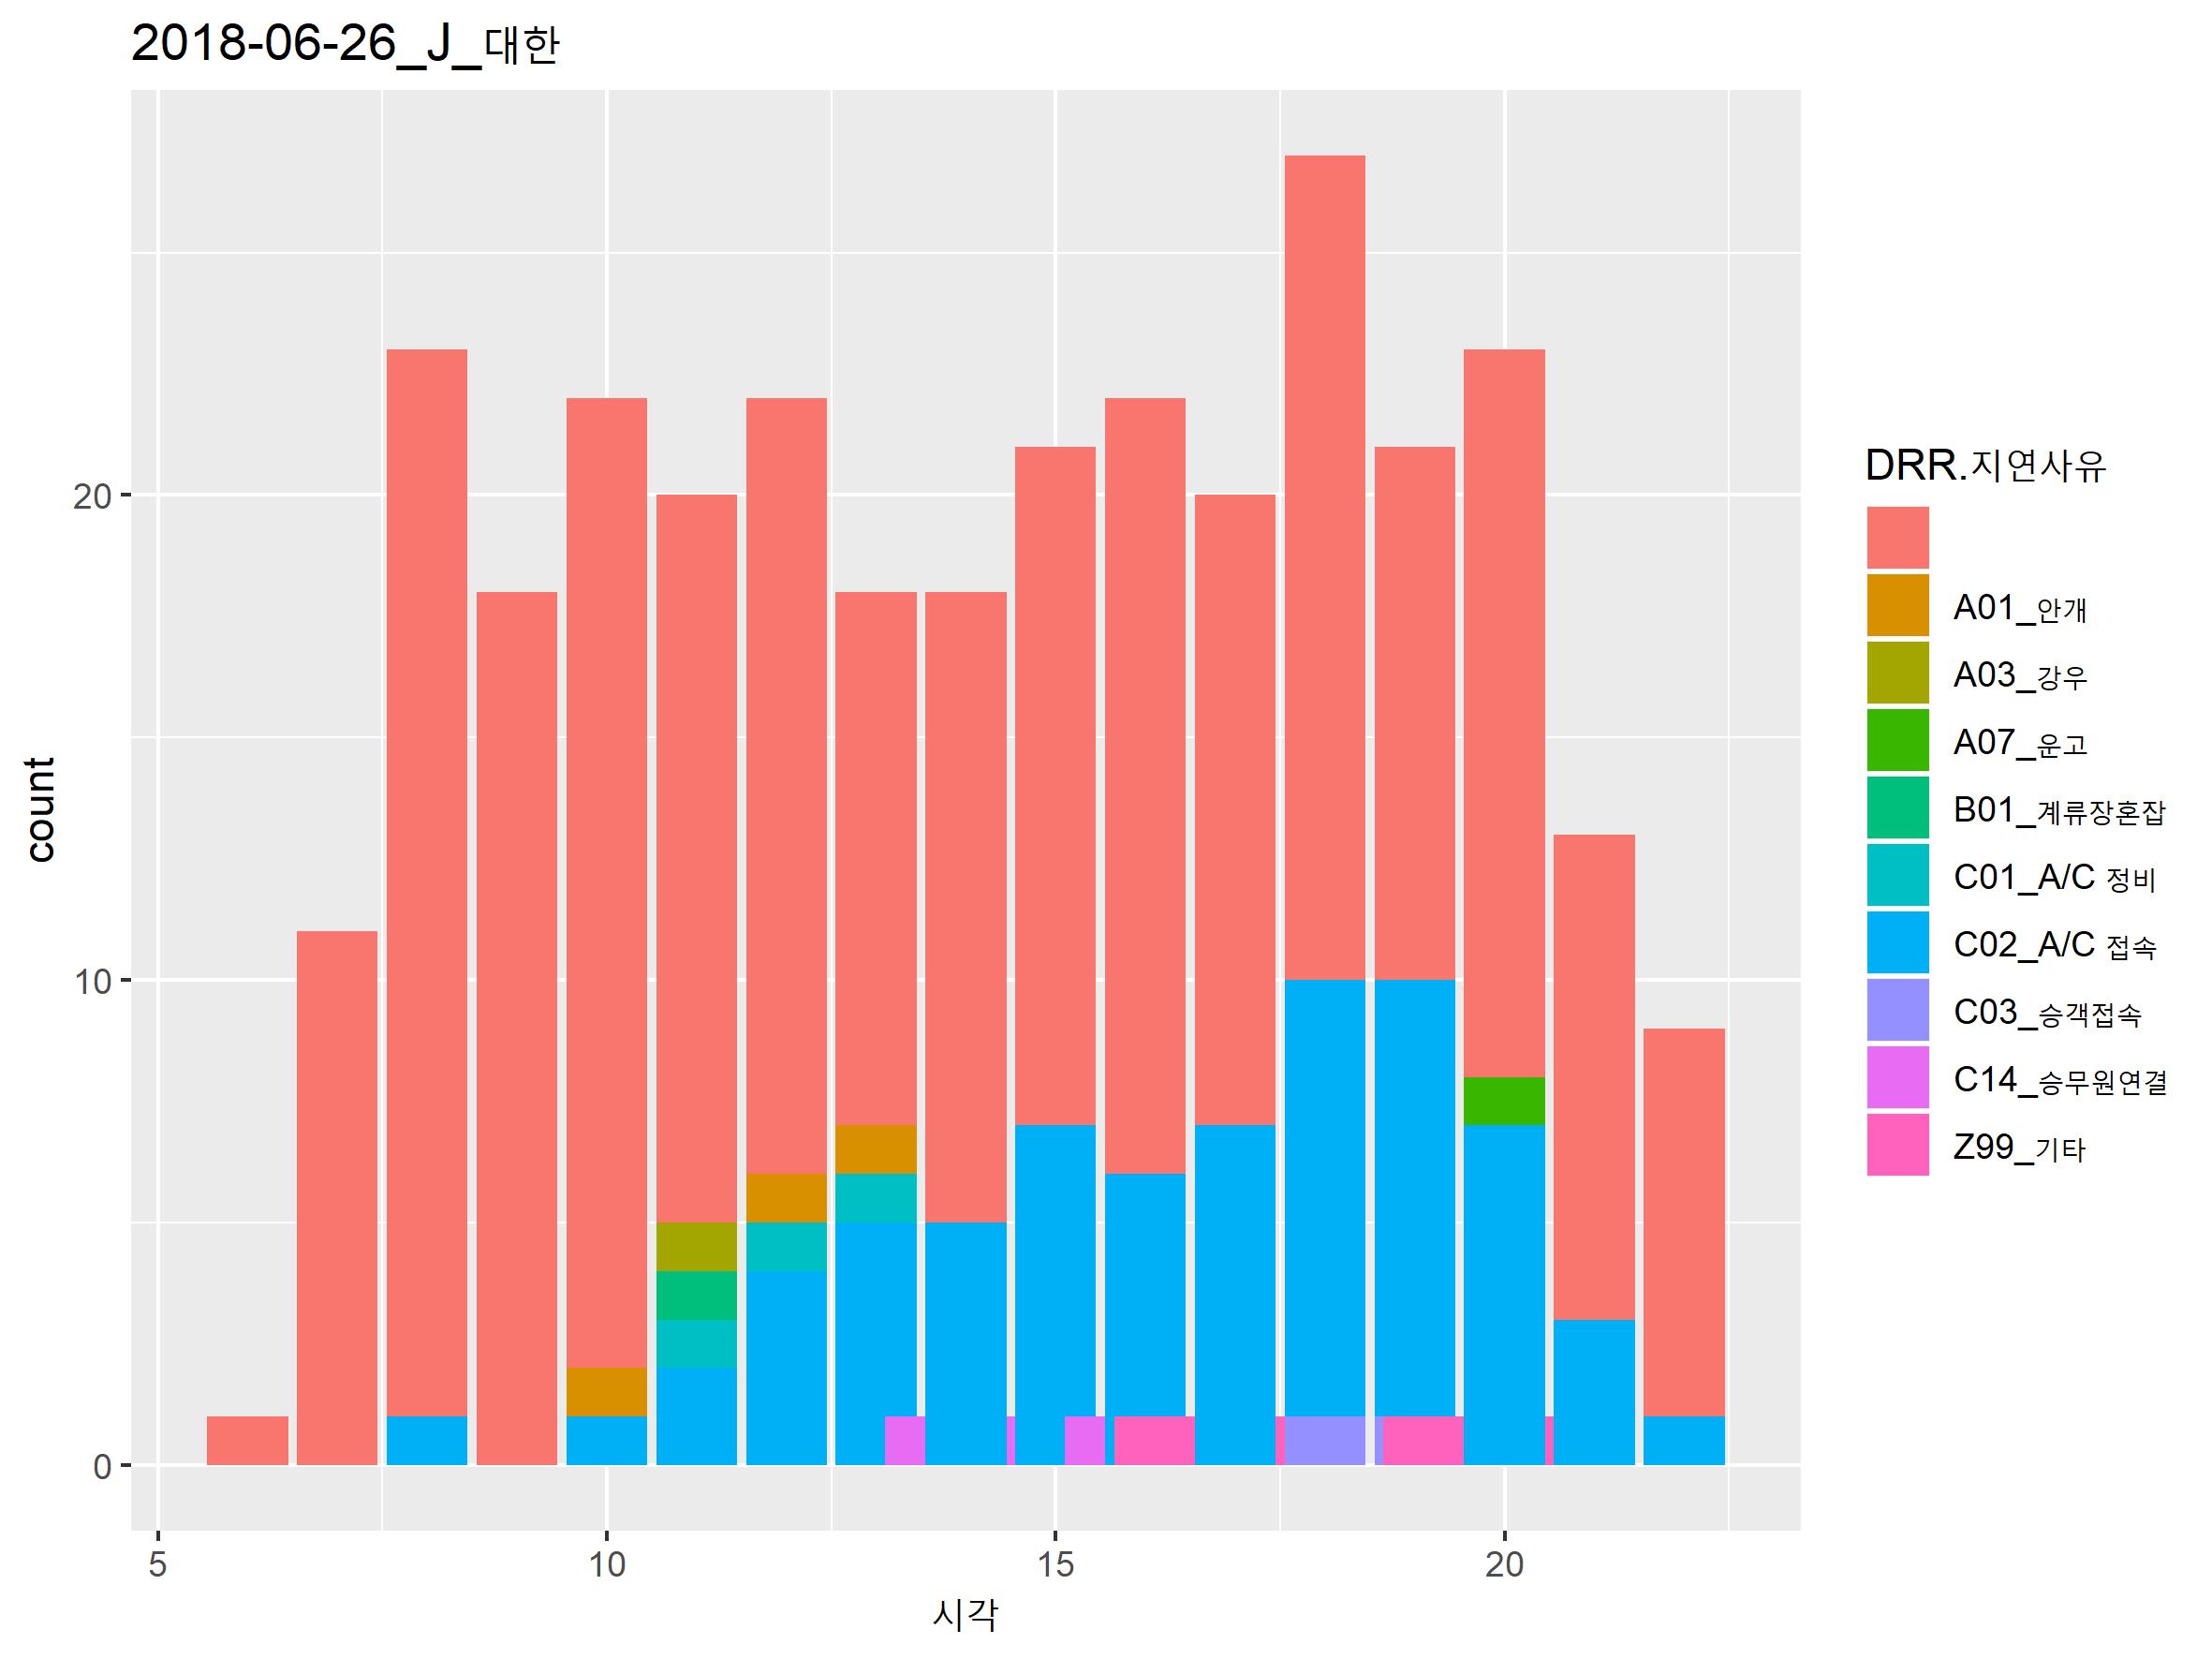 2018-06-26_J_대한
count
20
10
0
5 10 15 20
시각
DRR.지연사유
A01_안개
A03_강우
A07_운고
B01_계류장혼잡
C01_A/C 정비
C02_A/C 접속
C03_승객접속
C14_승무원연결
Z99_기타